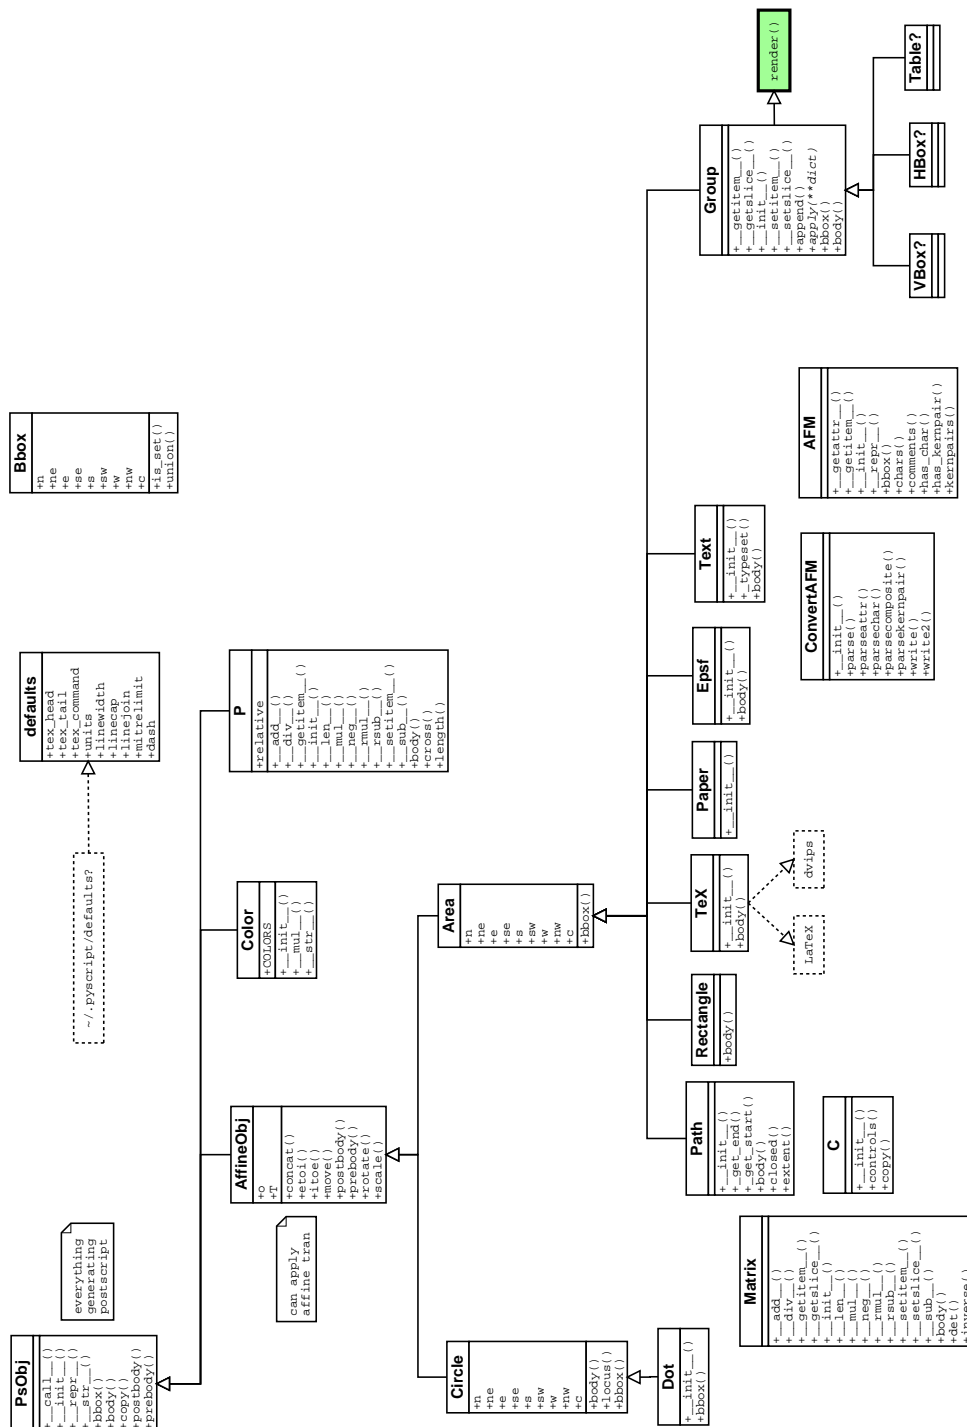 PsObj
+__call__()
+__init__()
+__repr__()
+__str__()
+bbox()
+body()
+copy()
+postbody()
+prebody()
everything
generating
postscript
~/.pyscript/defaults?
defaults
+tex_head
+tex_tail
+tex_command
+units
+linewidth
+linecap
+linejoin
+mitrelimit
+dash
Bbox
+n
+ne
+e
+se
+s
+sw
+w
+nw
+c
+is_set()
+union()
AffineObj
+o
+T
+concat()
+etoi()
+itoe()
+move()
+postbody()
+prebody()
+rotate()
+scale()
can apply
affine tran
Color
+COLORS
+__init__()
+__mul__()
+__str__()
P
+relative
+__add__()
+__div__()
+__getitem__()
+__init__()
+__len__()
+__mul__()
+__neg__()
+__rmul__()
+__rsub__()
+__setitem__()
+__sub__()
+body()
+cross()
+length()
Circle
+n
+ne
+e
+se
+s
+sw
+w
+nw
+c
+body()
+locus()
+bbox()
Area
+n
+ne
+e
+se
+s
+sw
+w
+nw
+c
+bbox()
Dot
+__init__()
+bbox()
Path
+__init__()
+_get_end()
+_get_start()
+body()
+closed()
+extent()
Rectangle
+body()
TeX
+__init__()
+body()
LaTeX
dvips
Paper
+__init__()
Epsf
+__init__()
+body()
Text
+__init__()
+_typeset()
+body()
Group
+__getitem__()
+__getslice__()
+__init__()
+__setitem__()
+__setslice__()
+append()
+apply(**dict)
+bbox()
+body()
render()
Matrix
+__add__()
+__div__()
+__getitem__()
+__getslice__()
+__init__()
+__len__()
+__mul__()
+__neg__()
+__rmul__()
+__rsub__()
+__setitem__()
+__setslice__()
+__sub__()
+body()
+det()
+inverse()
C
+__init__()
+controls()
+copy()
ConvertAFM
+__init__()
+parse()
+parseattr()
+parsechar()
+parsecomposite()
+parsekernpair()
+write()
+write2()
AFM
+__getattr__()
+__getitem__()
+__init__()
+__repr__()
+bbox()
+chars()
+comments()
+has_char()
+has_kernpair()
+kernpairs()
VBox?
HBox?
Table?